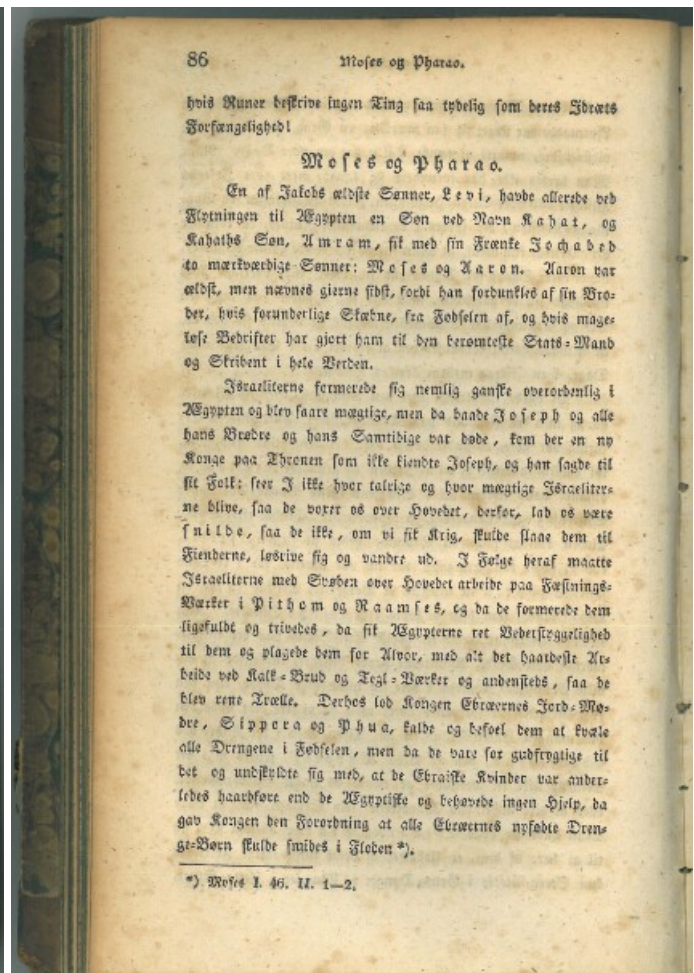 86
Moses og Pharao.
hvis Runer beskrive ingen Ting saa tydelig som deres Idræts
Forfængelighed!
Moses og Pharao.
En af Jakobs ældste Sønner, Levi, havde allerede ved
Flytningen til Ægypten en Søn ved Navn Kahat, og
Kahaths Søn, Amram, fik med sin Frænke Jochabed
to mærkværdige Sønner: Moses og Aaron. Aaron var
ældst, men nævnes gierne sidst, fordi han fordunkles af sin Bro-
der, hvis forunderlige Skæbne, fra Fødselen af, og hvis mage-
løse Bedrifter har gjort ham til den berømteste Stats-Mand
og Skribent i hele Verden.
Israeliterne formerede sig nemlig ganske overordenlig i
Ægypten og blev saare mægtige, men da baade Joseph og alle
hans Brødre og hans Samtidige var døde, kom der en ny
Konge paa Thronen som ikke kiendte Joseph, og han sagde til
sit Folk: seer I ikke hvor talrige og hvor mægtige Israeliter-
ne blive, saa de voxer os over Hovedet, derfor, lad os være
snilde, saa de ikke, om vi fik Krig, skulde slaae dem til
Fienderne, løsrive sig og vandre ud. I Følge heraf maatte
Israeliterne med Svøben over Hovedet arbeide paa Fæstnings-
Værker i Pithom og Raamses, og da de formerede dem
ligefuldt og trivedes, da fik Ægypterne ret Vederstyggelighed
til dem og plagede dem for Alvor, med alt det haardeste Ar-
beide ved Kalk-Brud og Tegl-Værker og andensteds, saa de
blev rene Trælle. Derhos lod Kongen Ebræernes Jord-Mø-
dre, Sippora og Phua, kalde og befoel dem at kvæle
alle Drengene i Fødselen, men da de vare for gudfrygtige til
det og undskyldte sig med, at de Ebraiske Kvinder var ander-
ledes haardføre end de Ægyptiske og behøvede ingen Hjelp, da
gav Kongen den Forordning at alle Ebræernes nyfødte Dren-
ge-Børn skulde smides i Floden *).
*) Moses I. 46. II. 1—2.